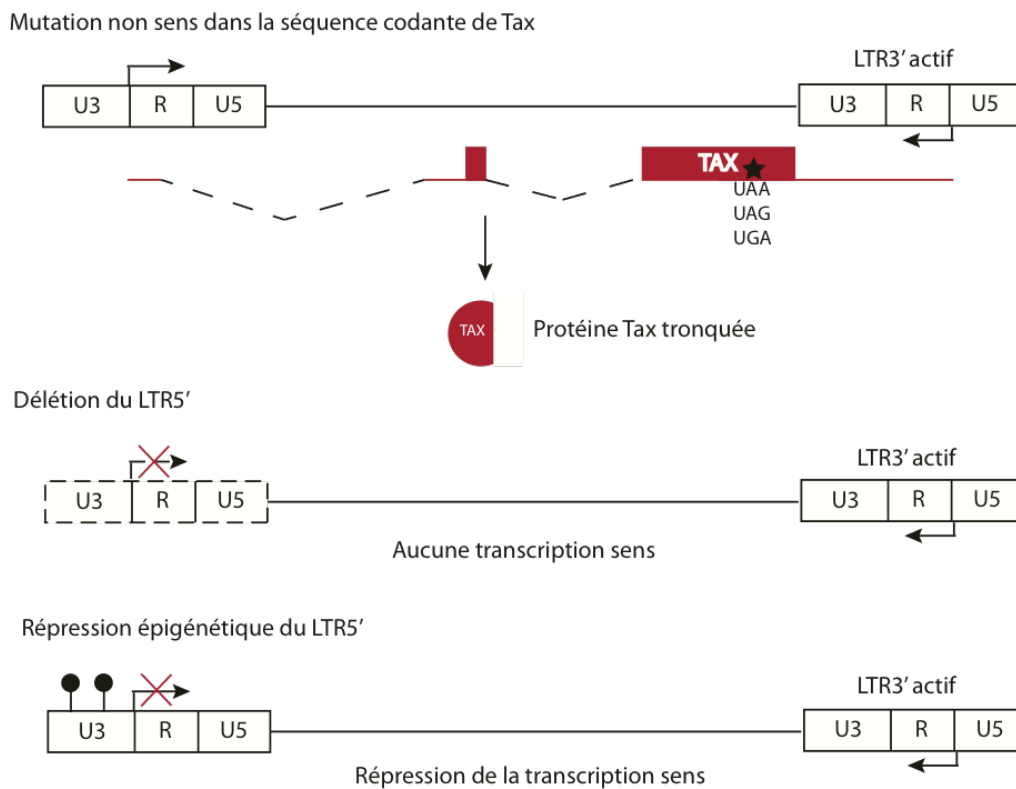 Mutation non sens dans la séquence codante de Tax
LTR3’ actif
U3 R U5 U3 R U5
TAX
UAA
UAG
UGA
TAX Protéine Tax tronquée
Délétion du LTR5’
LTR3’ actif
U3 R U5 U3 R U5
Aucune transcription sens
Répression épigénétique du LTR5’
LTR3’ actif
U3 R U5 U3 R U5
Répression de la transcription sens